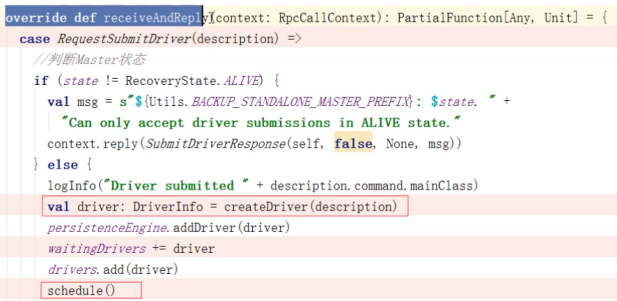 override def receiveAndReply(context: RpcCallContext): PartialFunction[Any, Unit] = {
case RequestSubmitDriver(description) =>
//判断Master状态
if (state != RecoveryState.ALIVE) {
val msg = s"${Utils.BACKUP_STANDALONE_MASTER_PREFIX}: $state. " +
"Can only accept driver submissions in ALIVE state."
context.reply(SubmitDriverResponse(self, false, None, msg))
} else {
logInfo("Driver submitted " + description.command.mainClass)
val driver: DriverInfo = createDriver(description)
persistenceEngine.addDriver(driver)
waitingDrivers += driver
drivers.add(driver)
schedule()